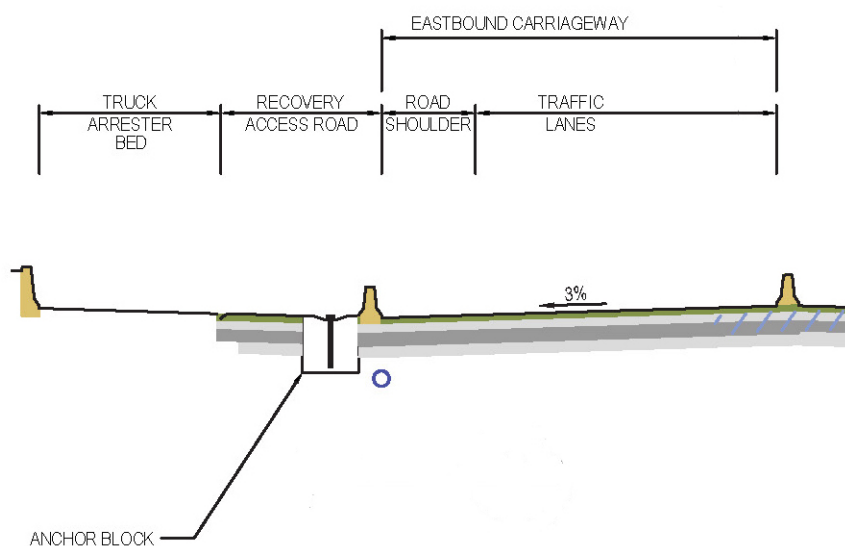 EASTBOUND CARRIAGEWAY
TRUCK
ARRESTER
BED
RECOVERY
ACCESS ROAD
ROAD
SHOULDER
TRAFFIC
LANES
3%
ANCHOR BLOCK